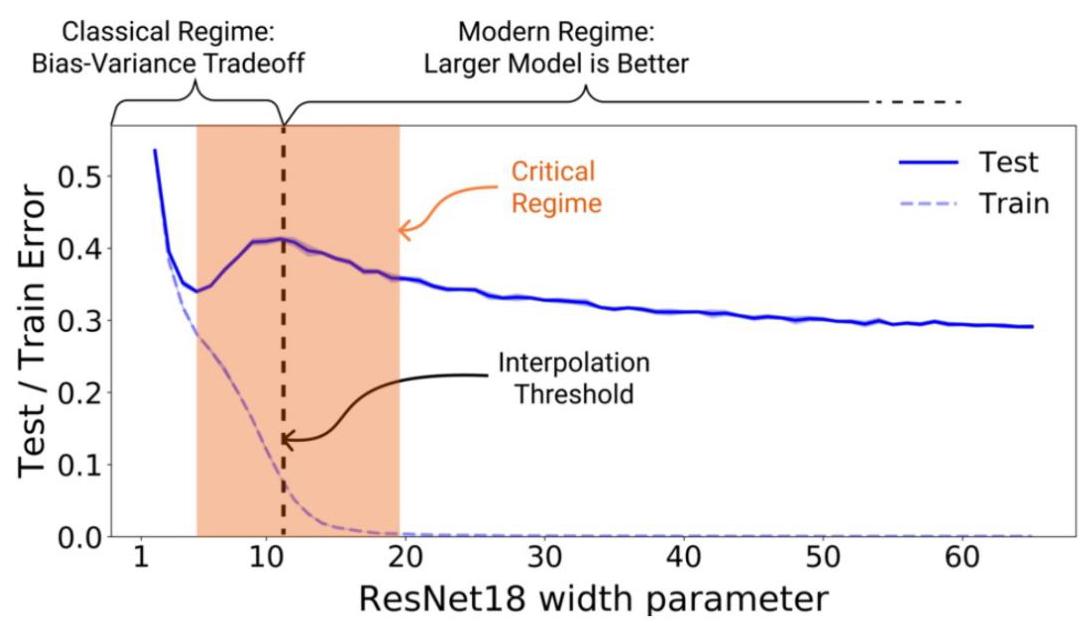 Classical Regime:
Bias-Variance Tradeoff
Modern Regime:
Larger Model is Better
Test / Train Error
0.5
0.4
0.3
0.2
0.1
0.0
Critical
Regime
Test
Train
Interpolation
Threshold
1
10
20
30
40
50
60
ResNet18 width parameter